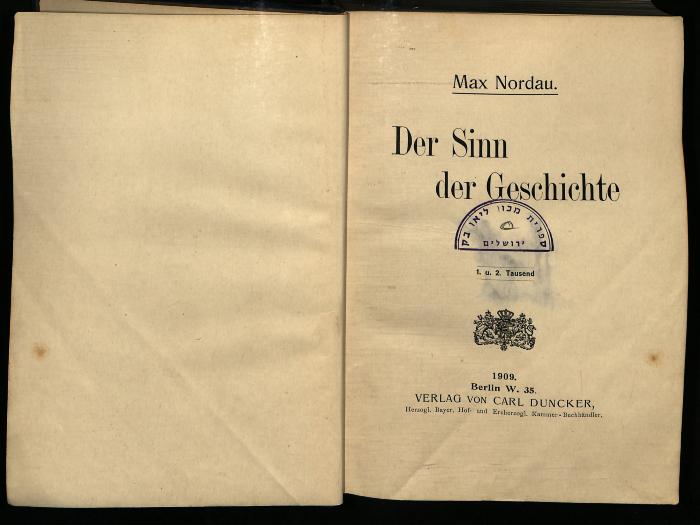 Max Nordau.
Der Sinn
der Geschichte
ספרית מכון ליאו בק
ירושלים
1. u. 2. Tausend
1909.
Berlin W. 35.
VERLAG VON CARL DUNCKER,
Herzogl. Bayer. Hof- und Erzherzogl. Kammer-Buchhändler.